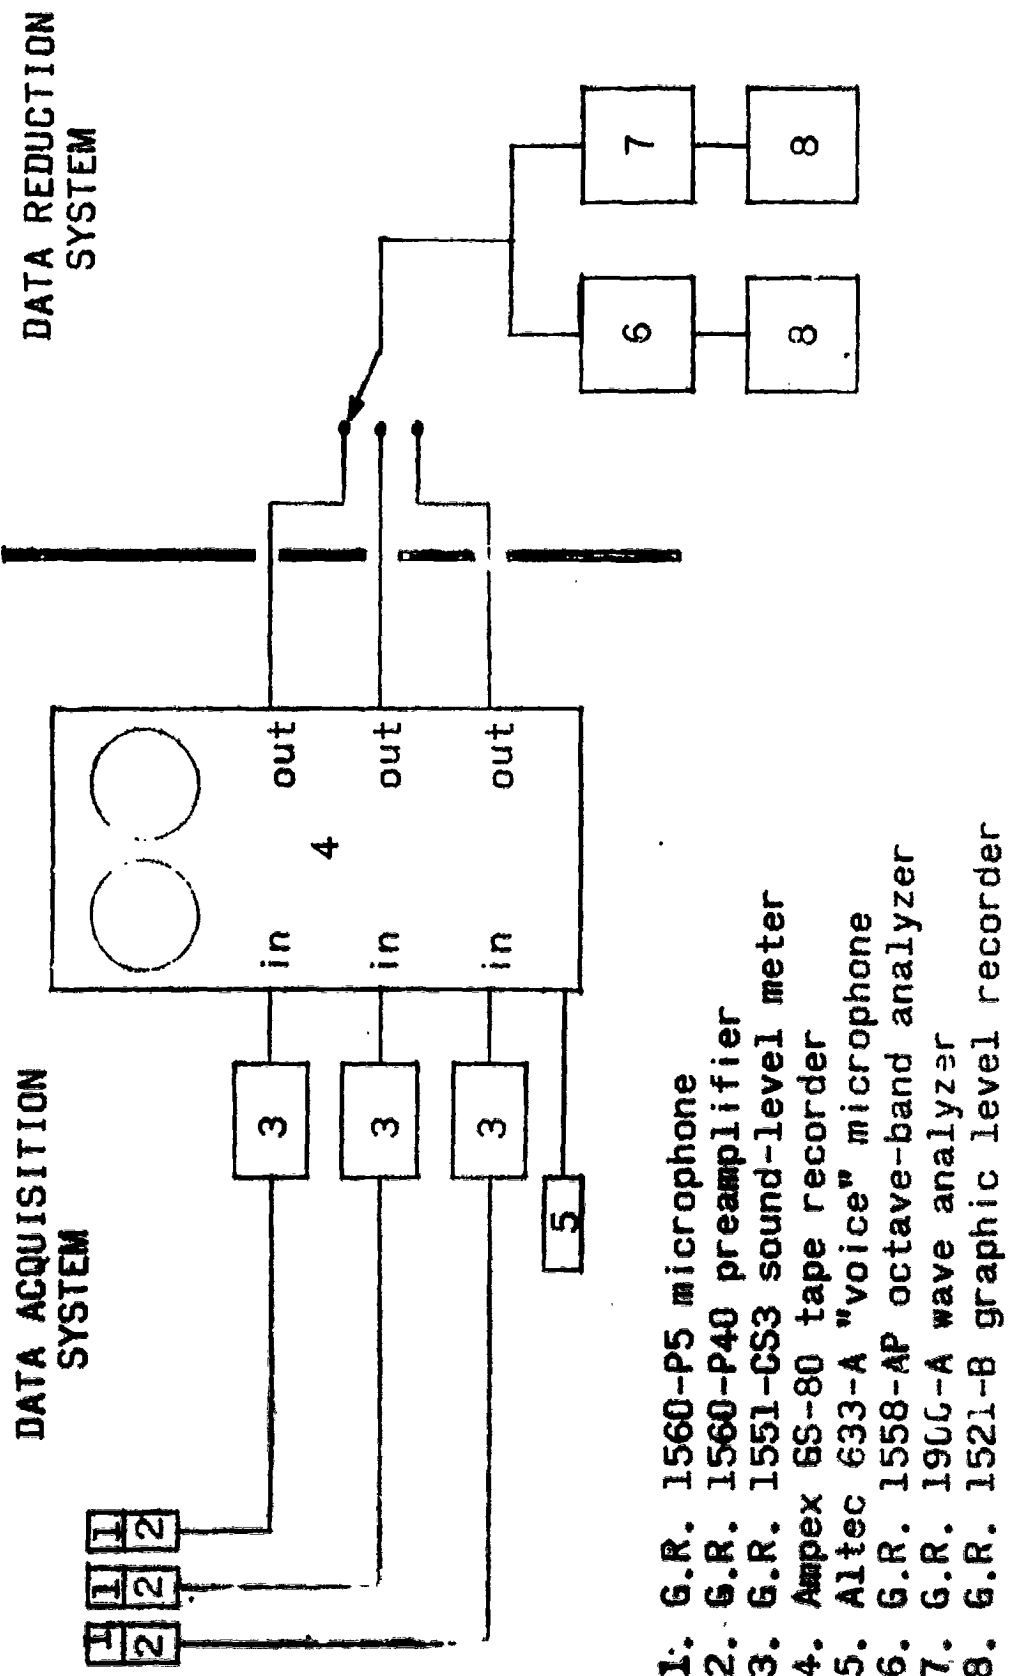 DATA ACQUISITION
SYSTEM
DATA REDUCTION
SYSTEM
1
2
1
2
1
2
3
3
3
5
in
in
in
4
out
out
out
6
8
7
8
1. G.R. 1560-P5 microphone
2. G.R. 1560-P40 preamplifier
3. G.R. 1551-CS3 sound-level meter
4. Ampex GS-80 tape recorder
5. Altec 633-A "voice" microphone
6. G.R. 1558-AP octave-band analyzer
7. G.R. 1900-A wave analyzer
8. G.R. 1521-B graphic level recorder